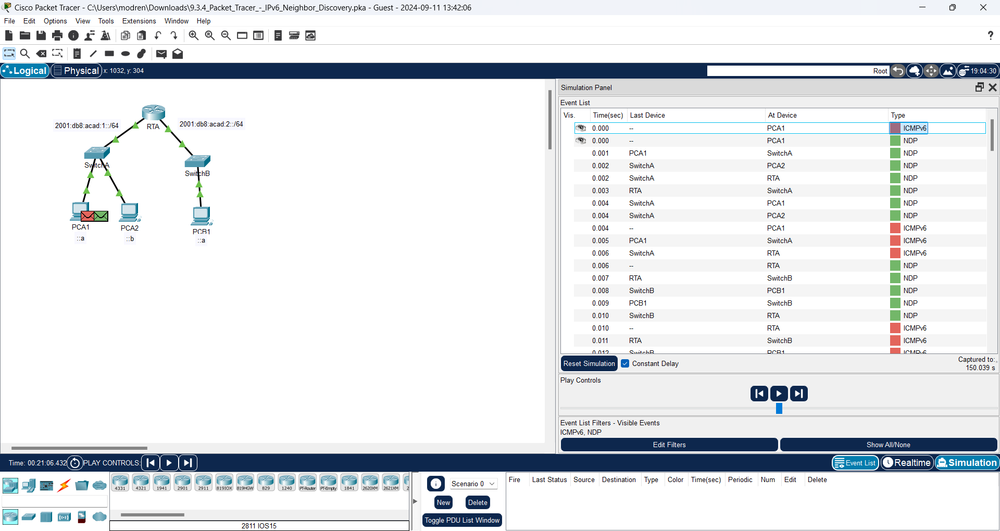 Cisco Packet Tracer - C:\Users\modren\Downloads\9.3.4_Packet_Tracer_-_IPv6_Neighbor_Discovery.pka - Guest - 2024-09-11 13:42:06
File Edit Options View Tools Extensions Window Help
?
Logical Physical x: 1032, y: 304 Root 19:04:30
2001:db8:acad:1::/64
RTA
2001:db8:acad:2::/64
SwitchA
SwitchB
PCA1
PCA2
PCB1
::a
::b
::a
Simulation Panel
Event List
Vis. Time(sec) Last Device At Device Type
0.000 -- PCA1 ICMPv6
0.000 -- PCA1 NDP
0.001 PCA1 SwitchA NDP
0.002 SwitchA PCA2 NDP
0.002 SwitchA RTA NDP
0.003 RTA SwitchA NDP
0.004 SwitchA PCA1 NDP
0.004 SwitchA PCA2 NDP
0.004 -- PCA1 ICMPv6
0.005 PCA1 SwitchA ICMPv6
0.006 SwitchA RTA ICMPv6
0.006 -- RTA NDP
0.007 RTA SwitchB NDP
0.008 SwitchB PCB1 NDP
0.009 PCB1 SwitchB NDP
0.010 SwitchB RTA NDP
0.010 -- RTA ICMPv6
0.011 RTA SwitchB ICMPv6
0.012 SwitchB PCB1 ICMPv6
Reset Simulation Constant Delay Captured to:
150.039 s
Play Controls
Event List Filters - Visible Events
ICMPv6, NDP
Edit Filters Show All/None
Time: 00:21:06.432 PLAY CONTROLS: Event List Realtime Simulation
4331 4321 1941 2901 2911 819IOX 819HGW 829 1240 PT-Router PT-Empty 1841 2620XM 2621XM 2
2811 IOS15
Scenario 0
New Delete
Toggle PDU List Window
Fire Last Status Source Destination Type Color Time(sec) Periodic Num Edit Delete